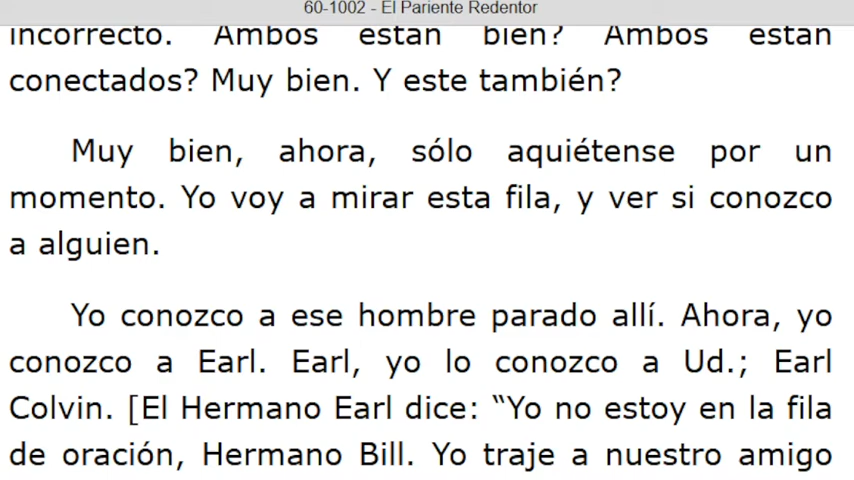 60-1002 - El Pariente Redentor
incorrecto. Ambos están bien? Ambos están
conectados? Muy bien. Y este también?
Muy bien, ahora, sólo aquiétense por un
momento. Yo voy a mirar esta fila, y ver si conozco
a alguien.
Yo conozco a ese hombre parado allí. Ahora, yo
conozco a Earl. Earl, yo lo conozco a Ud.; Earl
Colvin. [El Hermano Earl dice: “Yo no estoy en la fila
de oración, Hermano Bill. Yo traje a nuestro amigo